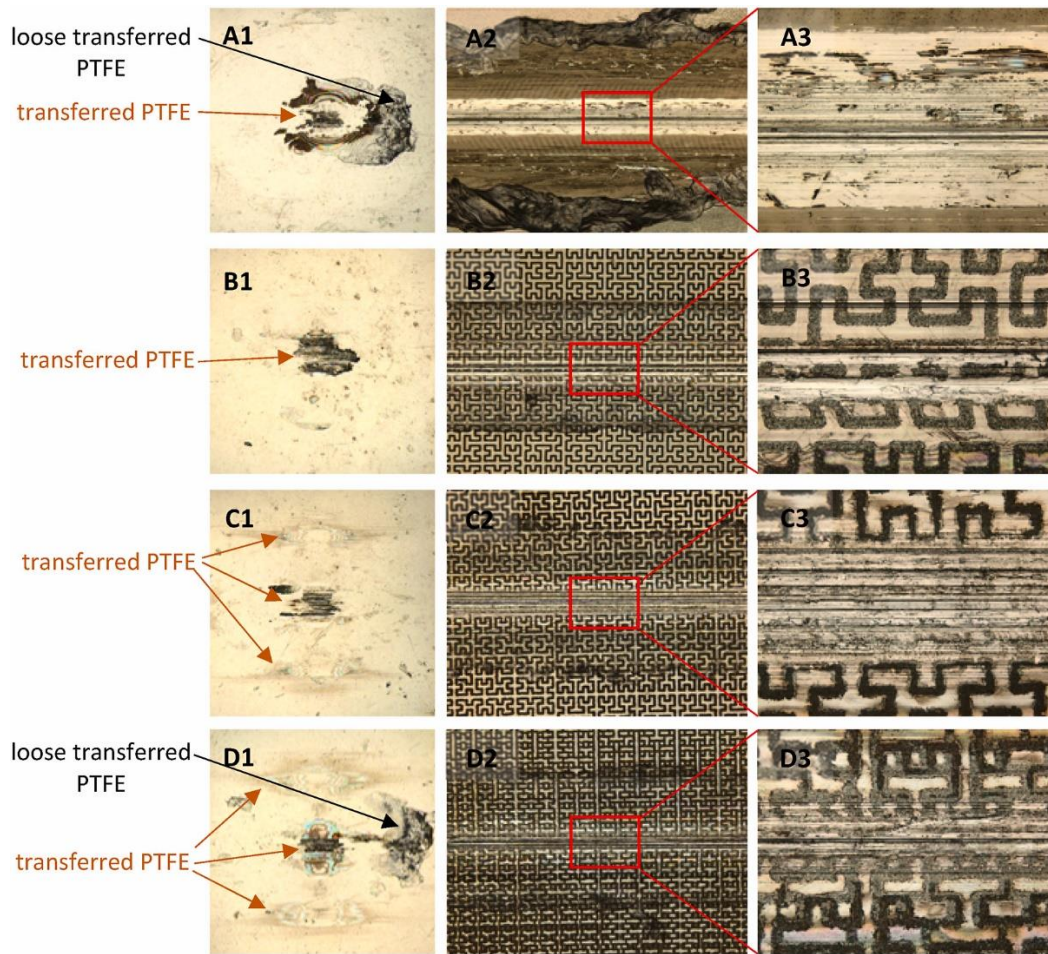 loose transferred
PTFE
transferred PTFE
A1
A2
A3
transferred PTFE
B1
B2
B3
transferred PTFE
C1
C2
C3
loose transferred
PTFE
transferred PTFE
D1
D2
D3